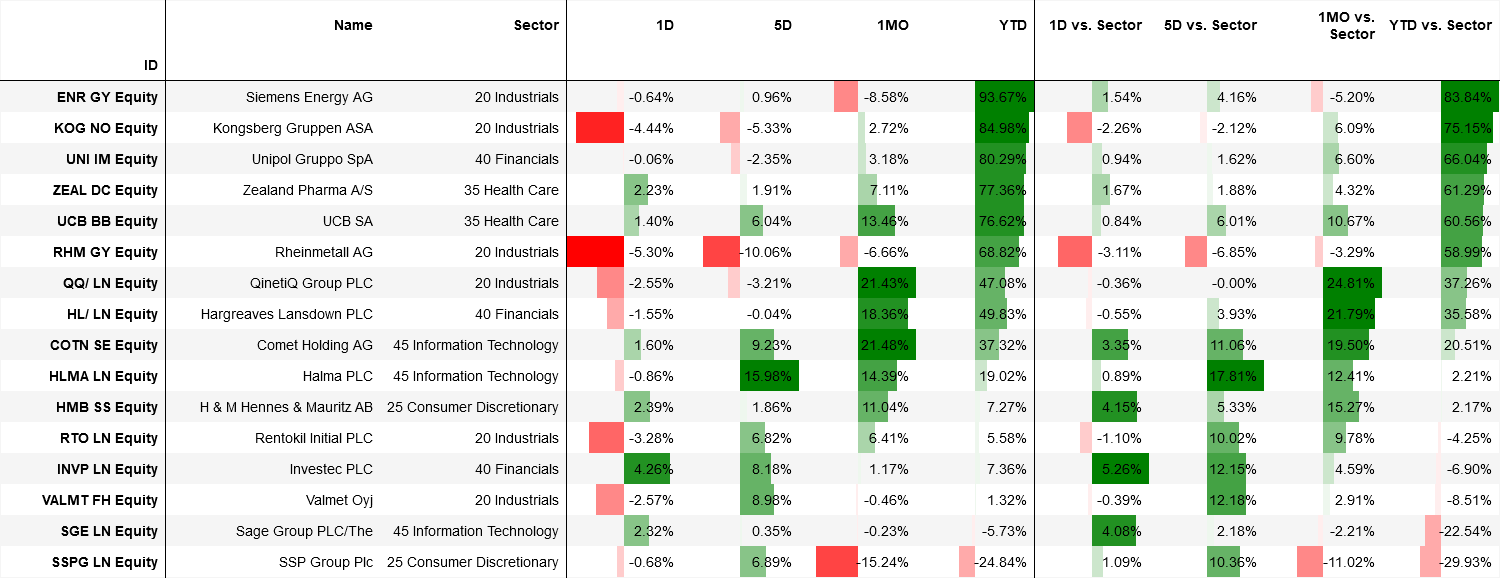 ID Name Sector 1D 5D 1MO YTD 1D vs. Sector 5D vs. Sector 1MO vs. Sector YTD vs. Sector
ENR GY Equity Siemens Energy AG 20 Industrials -0.64% 0.96% -8.58% 93.67% 1.54% 4.16% -5.20% 83.84%
KOG NO Equity Kongsberg Gruppen ASA 20 Industrials -4.44% -5.33% 2.72% 84.98% -2.26% -2.12% 6.09% 75.15%
UNI IM Equity Unipol Gruppo SpA 40 Financials -0.06% -2.35% 3.18% 80.29% 0.94% 1.62% 6.60% 66.04%
ZEAL DC Equity Zealand Pharma A/S 35 Health Care 2.23% 1.91% 7.11% 77.36% 1.67% 1.88% 4.32% 61.29%
UCB BB Equity UCB SA 35 Health Care 1.40% 6.04% 13.46% 76.62% 0.84% 6.01% 10.67% 60.56%
RHM GY Equity Rheinmetall AG 20 Industrials -5.30% -10.06% -6.66% 68.82% -3.11% -6.85% -3.29% 58.99%
QQ/ LN Equity QinetiQ Group PLC 20 Industrials -2.55% -3.21% 21.43% 47.08% -0.36% -0.00% 24.81% 37.26%
HL/ LN Equity Hargreaves Lansdown PLC 40 Financials -1.55% -0.04% 18.36% 49.83% -0.55% 3.93% 21.79% 35.58%
COTN SE Equity Comet Holding AG 45 Information Technology 1.60% 9.23% 21.48% 37.32% 3.35% 11.06% 19.50% 20.51%
HLMA LN Equity Halma PLC 45 Information Technology -0.86% 15.98% 14.39% 19.02% 0.89% 17.81% 12.41% 2.21%
HMB SS Equity H & M Hennes & Mauritz AB 25 Consumer Discretionary 2.39% 1.86% 11.04% 7.27% 4.15% 5.33% 15.27% 2.17%
RTO LN Equity Rentokil Initial PLC 20 Industrials -3.28% 6.82% 6.41% 5.58% -1.10% 10.02% 9.78% -4.25%
INVP LN Equity Investec PLC 40 Financials 4.26% 8.18% 1.17% 7.36% 5.26% 12.15% 4.59% -6.90%
VALMT FH Equity Valmet Oyj 20 Industrials -2.57% 8.98% -0.46% 1.32% -0.39% 12.18% 2.91% -8.51%
SGE LN Equity Sage Group PLC/The 45 Information Technology 2.32% 0.35% -0.23% -5.73% 4.08% 2.18% -2.21% -22.54%
SSPG LN Equity SSP Group Plc 25 Consumer Discretionary -0.68% 6.89% -15.24% -24.84% 1.09% 10.36% -11.02% -29.93%